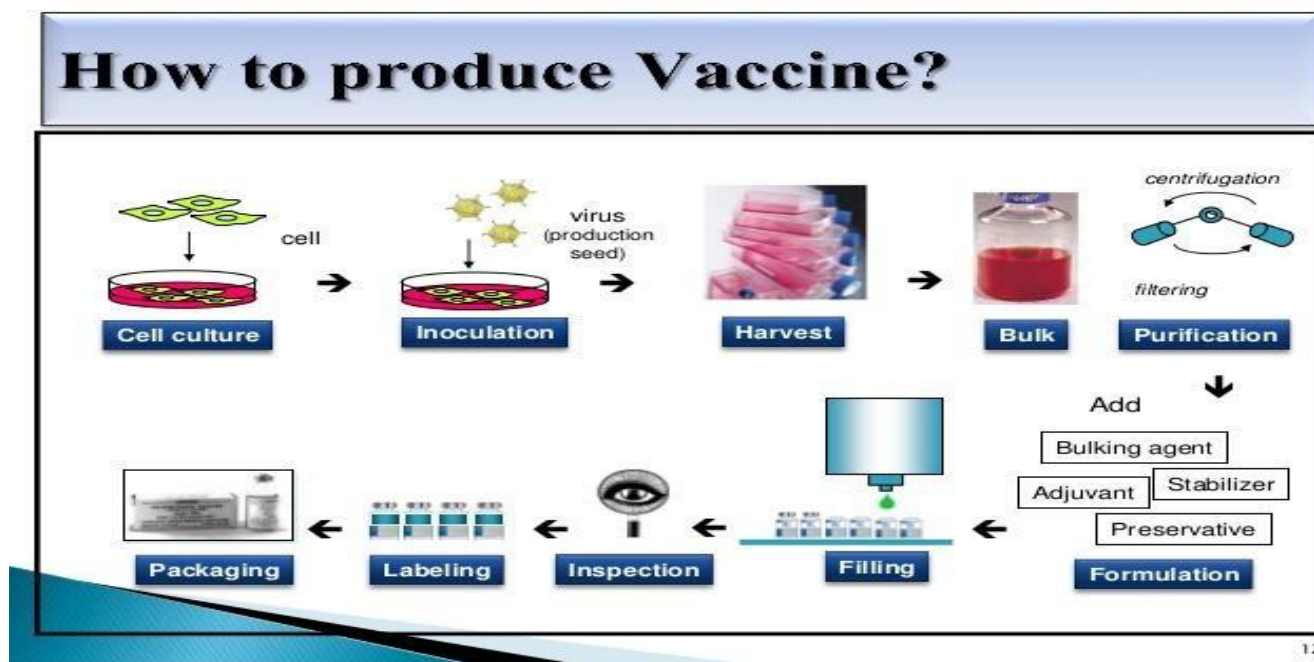 How to produce Vaccine?
cell
virus
(production
seed)
centrifugation
filtering
Cell culture
Inoculation
Harvest
Bulk
Purification
Add
Bulking agent
Adjuvant
Stabilizer
Preservative
Packaging
Labeling
Inspection
Filling
Formulation